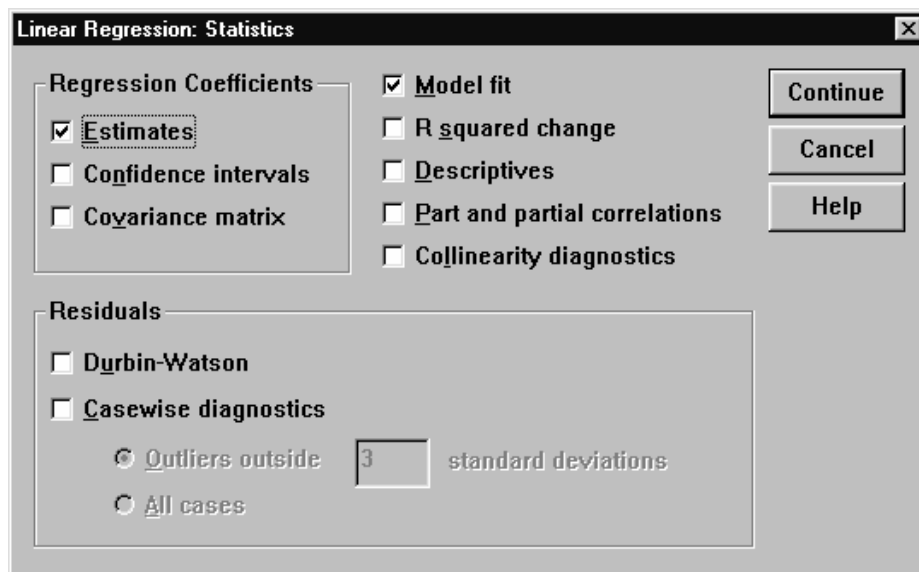 Linear Regression: Statistics
Regression Coefficients
Estimates
Confidence intervals
Covariance matrix
Model fit
R squared change
Descriptives
Part and partial correlations
Collinearity diagnostics
Continue
Cancel
Help
Residuals
Durbin-Watson
Casewise diagnostics
Outliers outside 3 standard deviations
All cases